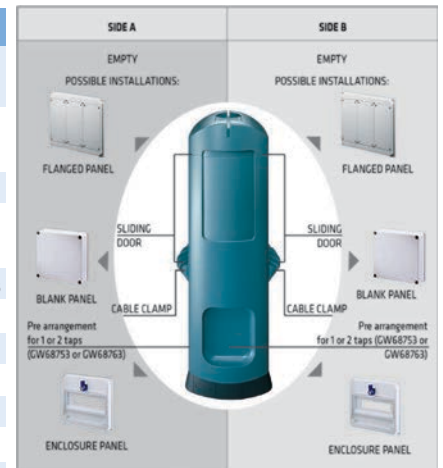 SIDE A
SIDE B
EMPTY
POSSIBLE INSTALLATIONS:
EMPTY
POSSIBLE INSTALLATIONS:
FLANGED PANEL
FLANGED PANEL
SLIDING
DOOR
SLIDING
DOOR
BLANK PANEL
BLANK PANEL
CABLE CLAMP
CABLE CLAMP
Pre arrangement
for 1 or 2 taps
(GW68753 or GW68763)
Pre arrangement
for 1 or 2 taps (GW68753 or
GW68763)
ENCLOSURE PANEL
ENCLOSURE PANEL